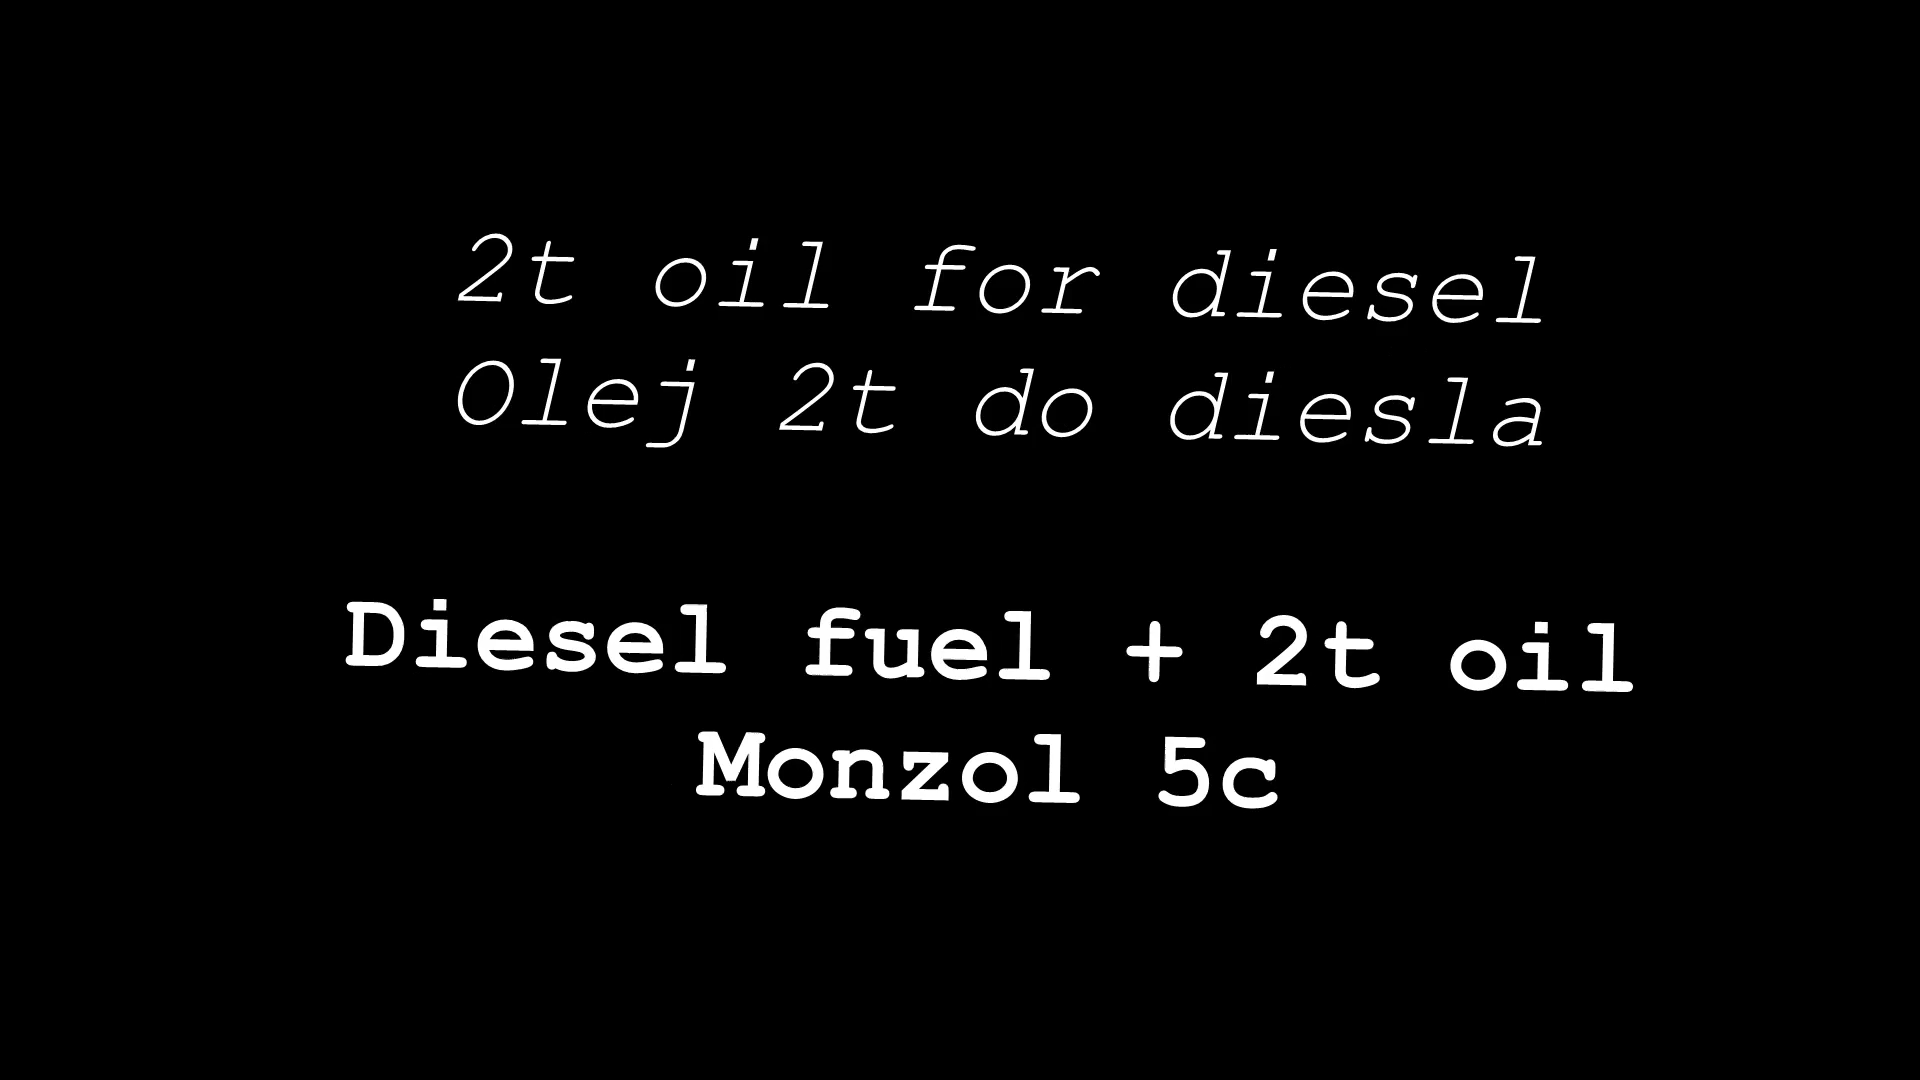 2t oil for diesel
Olej 2t do diesla
Diesel fuel + 2t oil
Monzol 5c